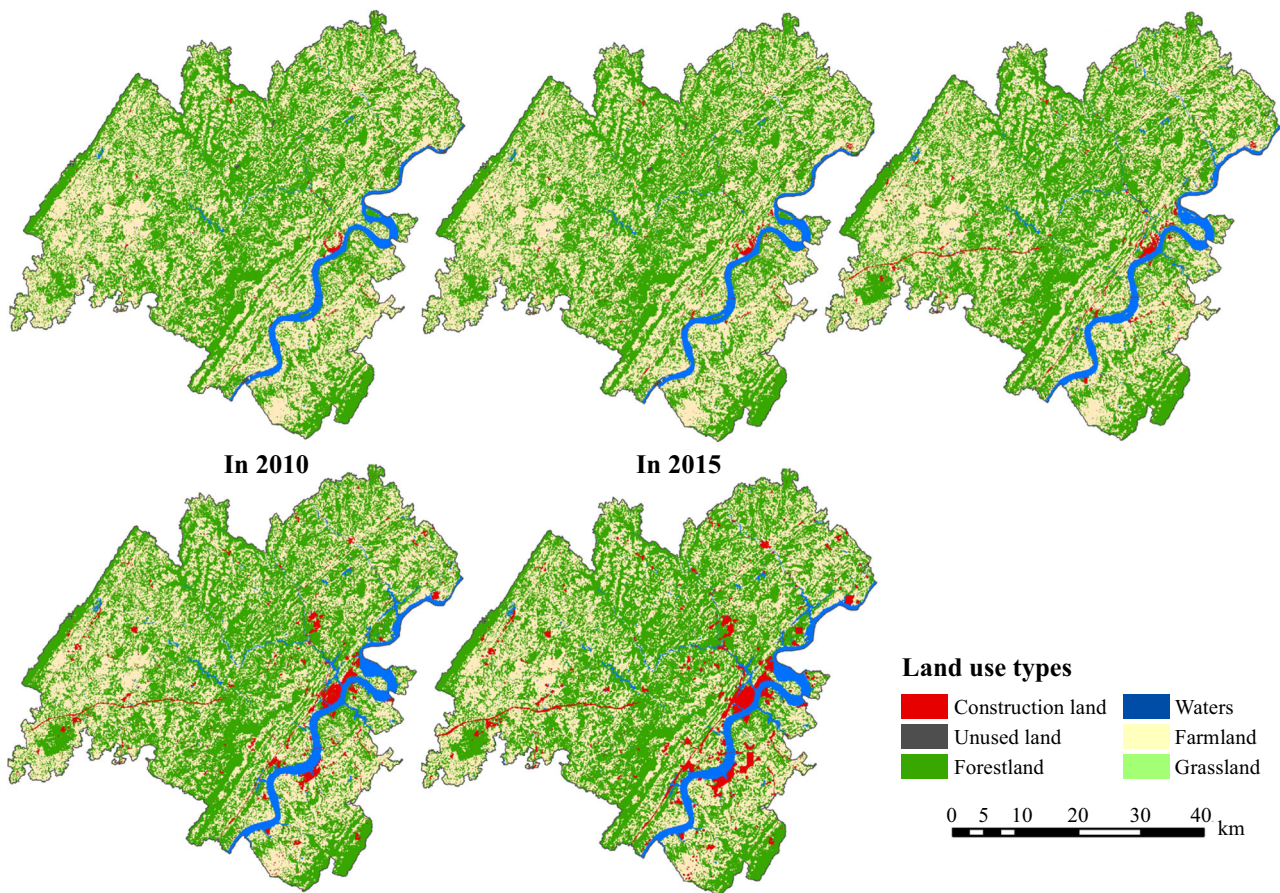 In 2010
In 2015
Land use types
Construction land
Waters
Unused land
Farmland
Forestland
Grassland
0 5 10 20 30 40 km